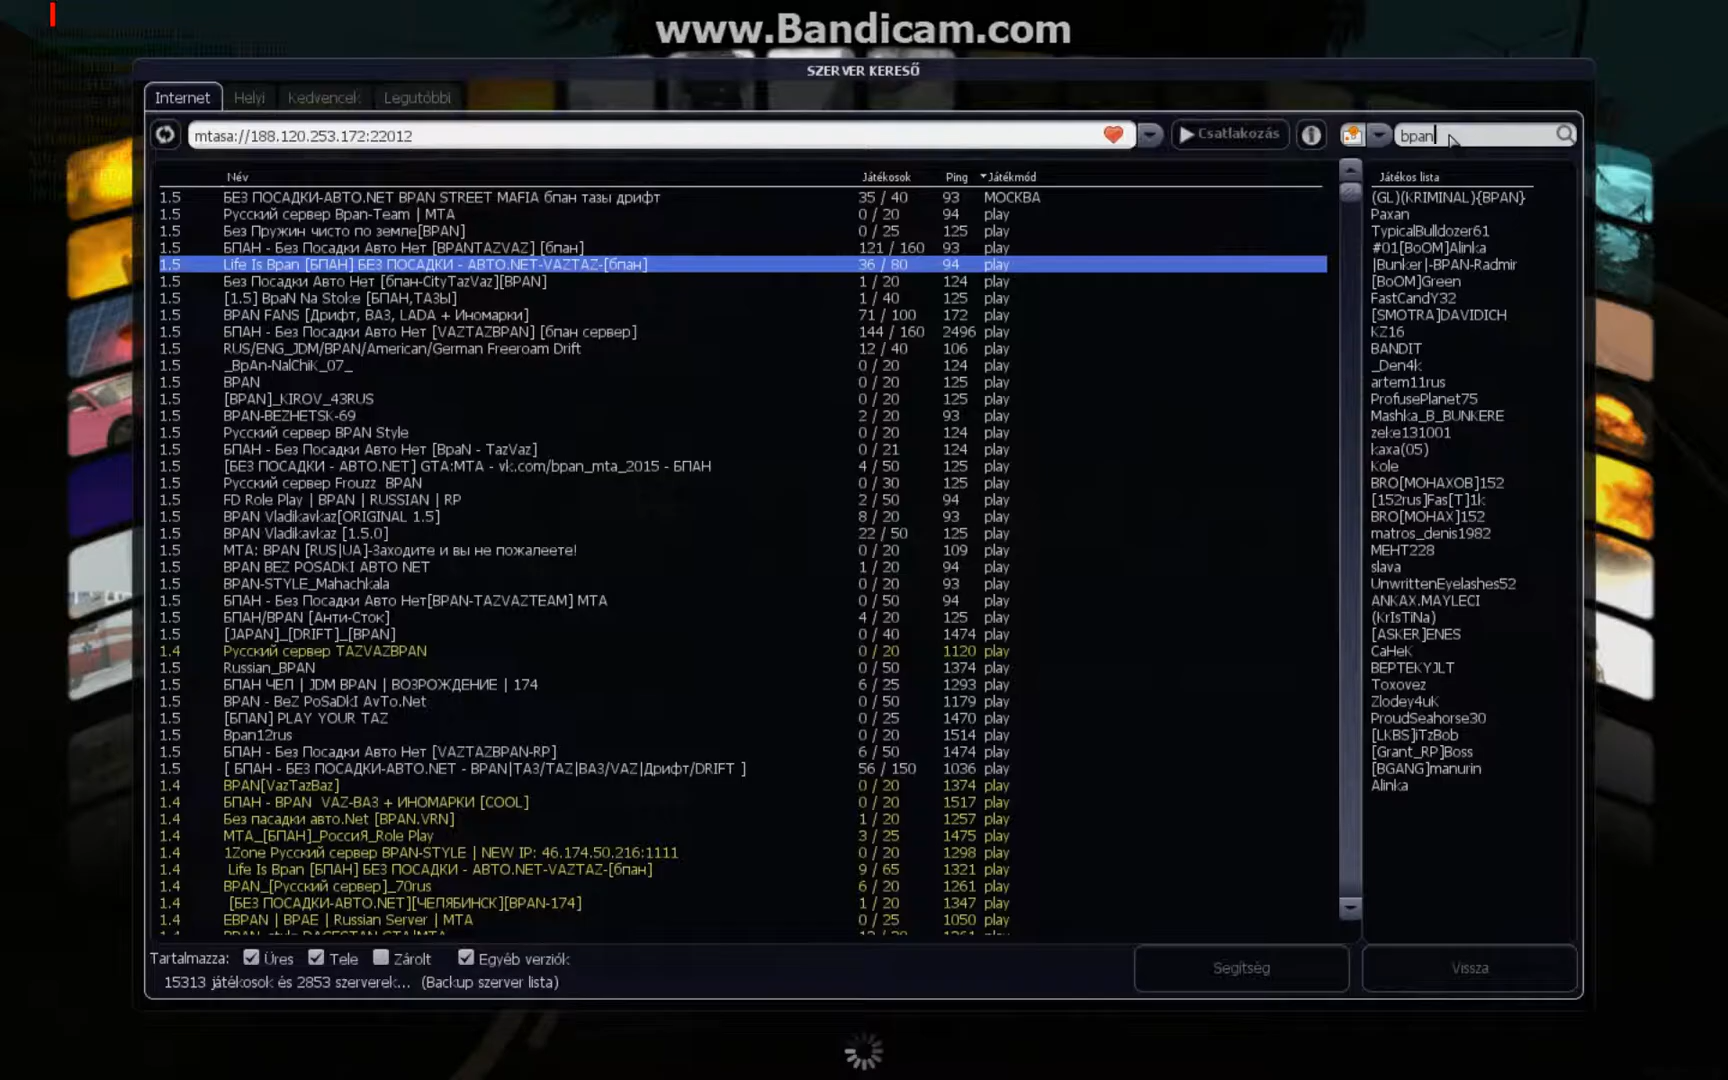 www.Bandicam.com
SZERVER KERESŐ
Internet Helyi Kedvencek Legutóbbi
mtasa://188.120.253.172:22012 Csatlakozás bpan
Név Játékosok Ping Játékmód
1.5 БЕЗ ПОСАДКИ-АВТО.NET BPAN STREET MAFIA бпан тазы дрифт 35 / 40 93 МОСКВА
1.5 Русский сервер Bpan-Team | MTA 0 / 20 94 play
1.5 Без Пружин чисто по земле[BPAN] 0 / 25 125 play
1.5 БПАН - Без Посадки Авто Нет [BPANTAZVAZ] [бпан] 121 / 160 93 play
1.5 Life Is Bpan [БПАН] БЕЗ ПОСАДКИ - АВТО.NET-VAZTAZ-[бпан] 36 / 80 94 play
1.5 Без Посадки Авто Нет [бпан-CityTazVaz][BPAN] 1 / 20 124 play
1.5 [1.5] BpaN Na Stoke [БПАН,ТАЗЫ] 1 / 40 125 play
1.5 BPAN FANS [Дрифт, ВАЗ, LADA + Иномарки] 71 / 100 172 play
1.5 БПАН - Без Посадки Авто Нет [VAZTAZBPAN] [бпан сервер] 144 / 160 2496 play
1.5 RUS/ENG_JDM/BPAN/American/German Freeroam Drift 12 / 40 106 play
1.5 _BpAn-NalChiK_07_ 0 / 20 124 play
1.5 BPAN 0 / 20 125 play
1.5 [BPAN]_KIROV_43RUS 0 / 20 125 play
1.5 BPAN-BEZHETSK-69 2 / 20 93 play
1.5 Русский сервер BPAN Style 0 / 20 124 play
1.5 БПАН - Без Посадки Авто Нет [BpaN - TazVaz] 0 / 21 124 play
1.5 [БЕЗ ПОСАДКИ - АВТО.NET] GTA:MTA - vk.com/bpan_mta_2015 - БПАН 4 / 50 125 play
1.5 Русский сервер Frouzz BPAN 0 / 30 125 play
1.5 FD Role Play | BPAN | RUSSIAN | RP 2 / 50 94 play
1.5 BPAN Vladikavkaz[ORIGINAL 1.5] 8 / 20 93 play
1.5 BPAN Vladikavkaz [1.5.0] 22 / 50 125 play
1.5 MTA: BPAN [RUS|UA]-Заходите и вы не пожалеете! 0 / 20 109 play
1.5 BPAN BEZ POSADKI AVTO NET 1 / 20 94 play
1.5 BPAN-STYLE_Mahachkala 0 / 20 93 play
1.5 БПАН - Без Посадки Авто Нет[BPAN-TAZVAZTEAM] MTA 0 / 50 94 play
1.5 БПАН/BPAN [Анти-Сток] 4 / 20 125 play
1.5 [JAPAN]_[DRIFT]_[BPAN] 0 / 40 1474 play
1.4 Русский сервер TAZVAZBPAN 0 / 20 1120 play
1.5 Russian_BPAN 0 / 50 1374 play
1.5 БПАН ЧЕЛ | JDM BPAN | ВОЗРОЖДЕНИЕ | 174 6 / 25 1293 play
1.5 BPAN - BeZ PoSaDkI AvTo.Net 0 / 50 1179 play
1.5 [БПАН] PLAY YOUR TAZ 0 / 25 1470 play
1.5 Bpan12rus 0 / 20 1514 play
1.5 БПАН - Без Посадки Авто Нет [VAZTAZBPAN-RP] 6 / 50 1474 play
1.5 [ БПАН - БЕЗ ПОСАДКИ-АВТО.NET - BPAN|ТАЗ/TAZ|ВАЗ/VAZ|Дрифт/DRIFT ] 56 / 150 1036 play
1.4 BPAN[VazTazBaz] 0 / 20 1374 play
1.4 БПАН - BPAN VAZ-ВАЗ + ИНОМАРКИ [COOL] 0 / 20 1517 play
1.4 Без пасадки авто.Net [BPAN.VRN] 1 / 20 1257 play
1.4 MTA_[БПАН]_РоссиЯ_Role Play 3 / 25 1475 play
1.4 1Zone Русский сервер BPAN-STYLE | NEW IP: 46.174.50.216:1111 0 / 20 1298 play
1.4 Life Is Bpan [БПАН] БЕЗ ПОСАДКИ - АВТО.NET-VAZTAZ-[бпан] 9 / 65 1321 play
1.4 BPAN_[Русский сервер]_70rus 6 / 20 1261 play
1.4 [БЕЗ ПОСАДКИ-АВТО.NET][ЧЕЛЯБИНСК][BPAN-174] 1 / 20 1347 play
1.4 EBPAN | BPAE | Russian Server | MTA 0 / 25 1050 play
Játékos lista
(GL)(KRIMINAL){BPAN}
Paxan
TypicalBulldozer61
#01[BoOM]Alinka
|Bunker|-BPAN-Radmir
[BoOM]Green
FastCandY32
[SMOTRA]DAVIDICH
KZ16
BANDIT
_Den4k
artem11rus
ProfusePlanet75
Mashka_B_BUNKERE
zeke131001
kaxa(05)
Kole
BRO[MOHAXOB]152
[152rus]Fas[T]1k
BRO[MOHAX]152
matros_denis1982
MEHT228
slava
UnwrittenEyelashes52
ANKAX.MAYLECI
(KrIsTiNa)
[ASKER]ENES
CaHeK
BEPTEKYJLT
Toxovez
Zlodey4uK
ProudSeahorse30
[LKBS]iTzBob
[Grant_RP]Boss
[BGANG]manurin
Alinka
Tartalmazza: Üres Tele Zárolt Egyéb verziók
15313 játékosok és 2853 szerverek... (Backup szerver lista)
Segítség Vissza